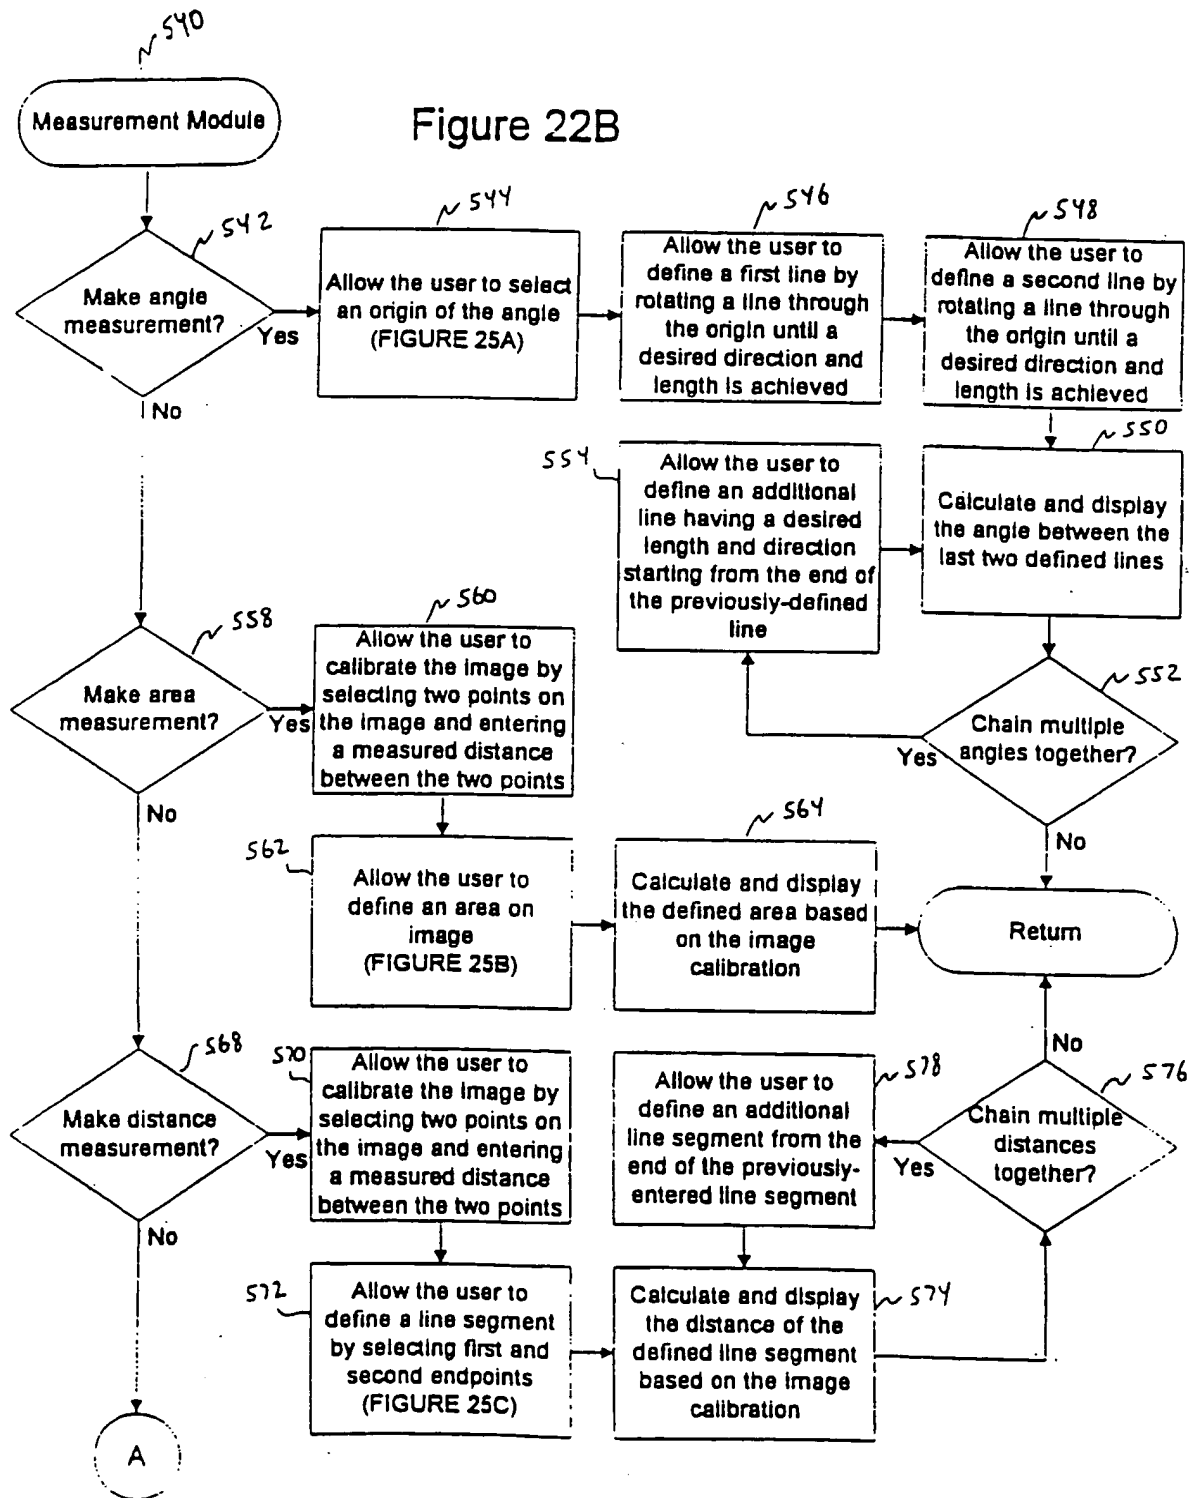 540
Measurement Module
Figure 22B
542
Make angle
measurement?
Yes
No
544
Allow the user to select
an origin of the angle
(FIGURE 25A)
546
Allow the user to
define a first line by
rotating a line through
the origin until a
desired direction and
length is achieved
548
Allow the user to
define a second line by
rotating a line through
the origin until a
desired direction and
length is achieved
550
Calculate and display
the angle between the
last two defined lines
554
Allow the user to
define an additional
line having a desired
length and direction
starting from the end of
the previously-defined
line
552
Chain multiple
angles together?
Yes
No
558
Make area
measurement?
Yes
No
560
Allow the user to
calibrate the image by
selecting two points on
the image and entering
a measured distance
between the two points
562
Allow the user to
define an area on
image
(FIGURE 25B)
564
Calculate and display
the defined area based
on the image
calibration
Return
568
Make distance
measurement?
Yes
No
570
Allow the user to
calibrate the image by
selecting two points on
the image and entering
a measured distance
between the two points
572
Allow the user to
define a line segment
by selecting first and
second endpoints
(FIGURE 25C)
574
Calculate and display
the distance of the
defined line segment
based on the image
calibration
578
Allow the user to
define an additional
line segment from the
end of the previously-
entered line segment
576
Chain multiple
distances
together?
Yes
No
A